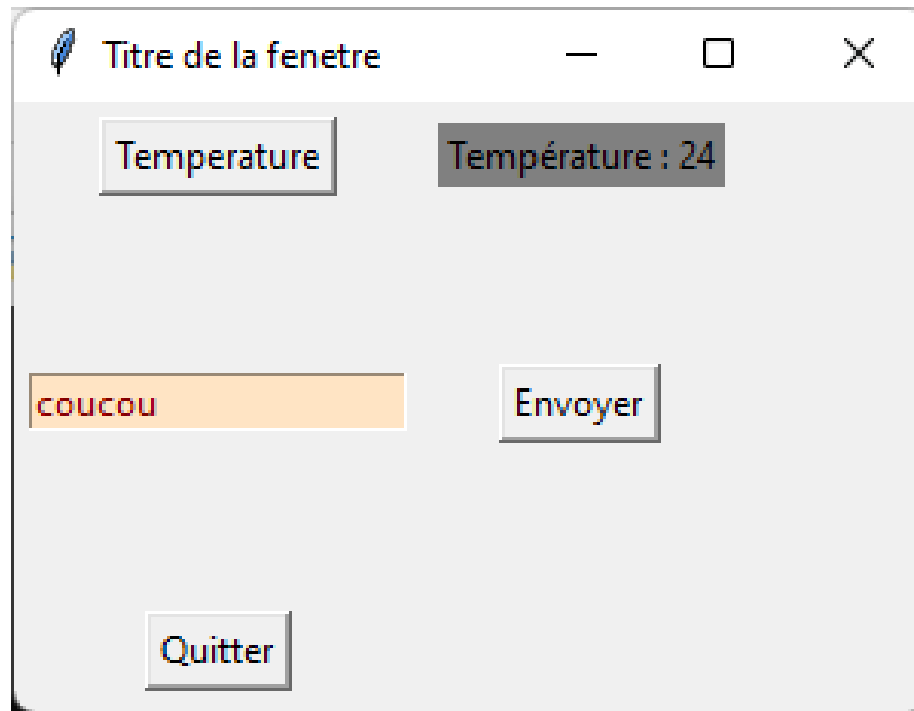 Titre de la fenetre
Temperature
Température : 24
coucou
Envoyer
Quitter